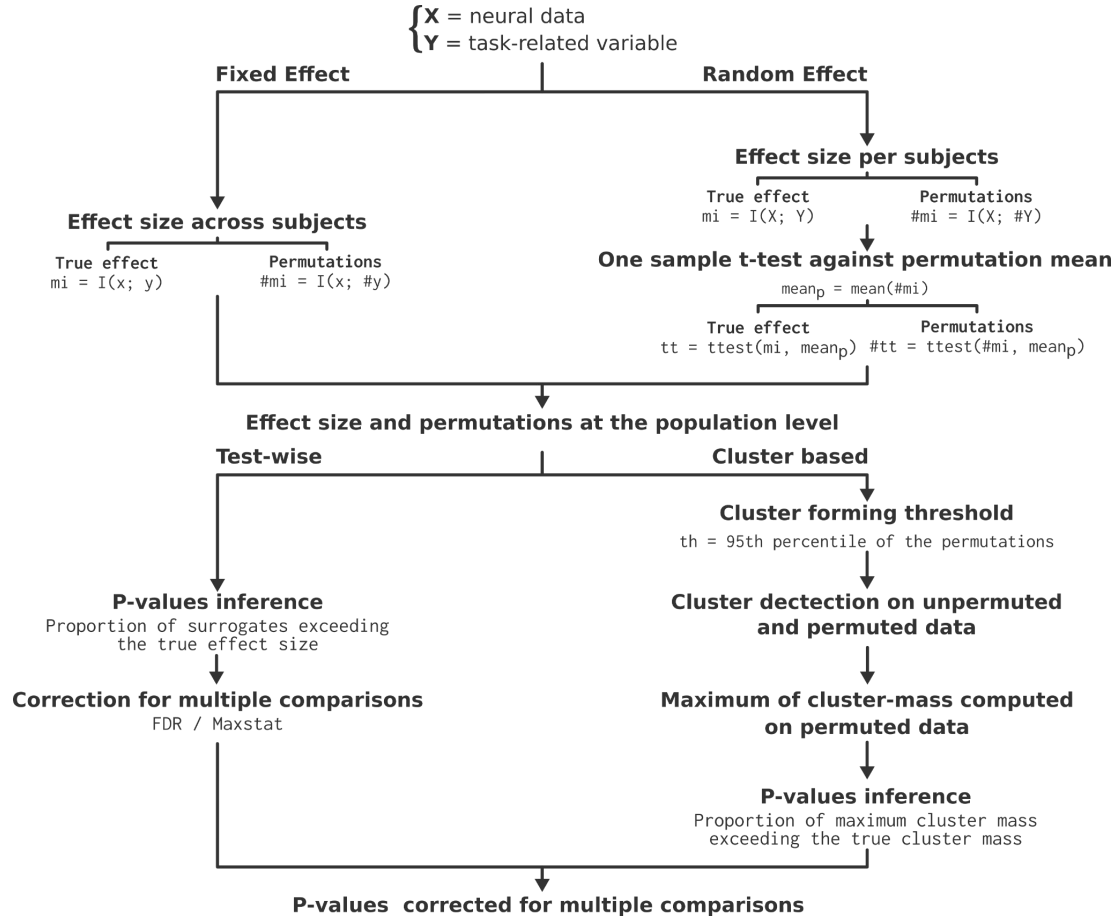 X = neural data
Y = task-related variable
Fixed Effect
Random Effect
Effect size per subjects
True effect
mi = I(X; Y)
Permutations
#mi = I(X; #Y)
Effect size across subjects
True effect
mi = I(x; y)
Permutations
#mi = I(x; #y)
One sample t-test against permutation mean
meanp = mean(#mi)
True effect
tt = ttest(mi, meanp)
Permutations
#tt = ttest(#mi, meanp)
Effect size and permutations at the population level
Test-wise
Cluster based
Cluster forming threshold
th = 95th percentile of the permutations
P-values inference
Proportion of surrogates exceeding
the true effect size
Cluster dectection on unpermuted
and permuted data
Correction for multiple comparisons
FDR / Maxstat
Maximum of cluster-mass computed
on permuted data
P-values inference
Proportion of maximum cluster mass
exceeding the true cluster mass
P-values corrected for multiple comparisons